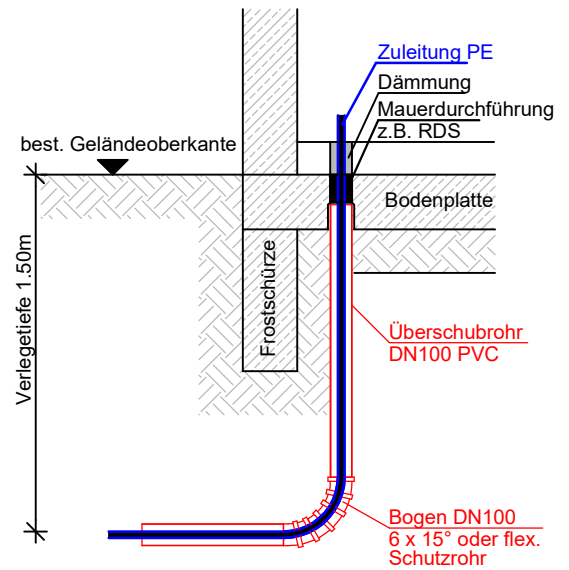 Zuleitung PE
Dämmung
Mauerdurchführung
z.B. RDS
best. Geländeoberkante
Bodenplatte
Verlegetiefe 1.50m
Frostschürze
Überschubrohr
DN100 PVC
Bogen DN100
6 x 15° oder flex.
Schutzrohr